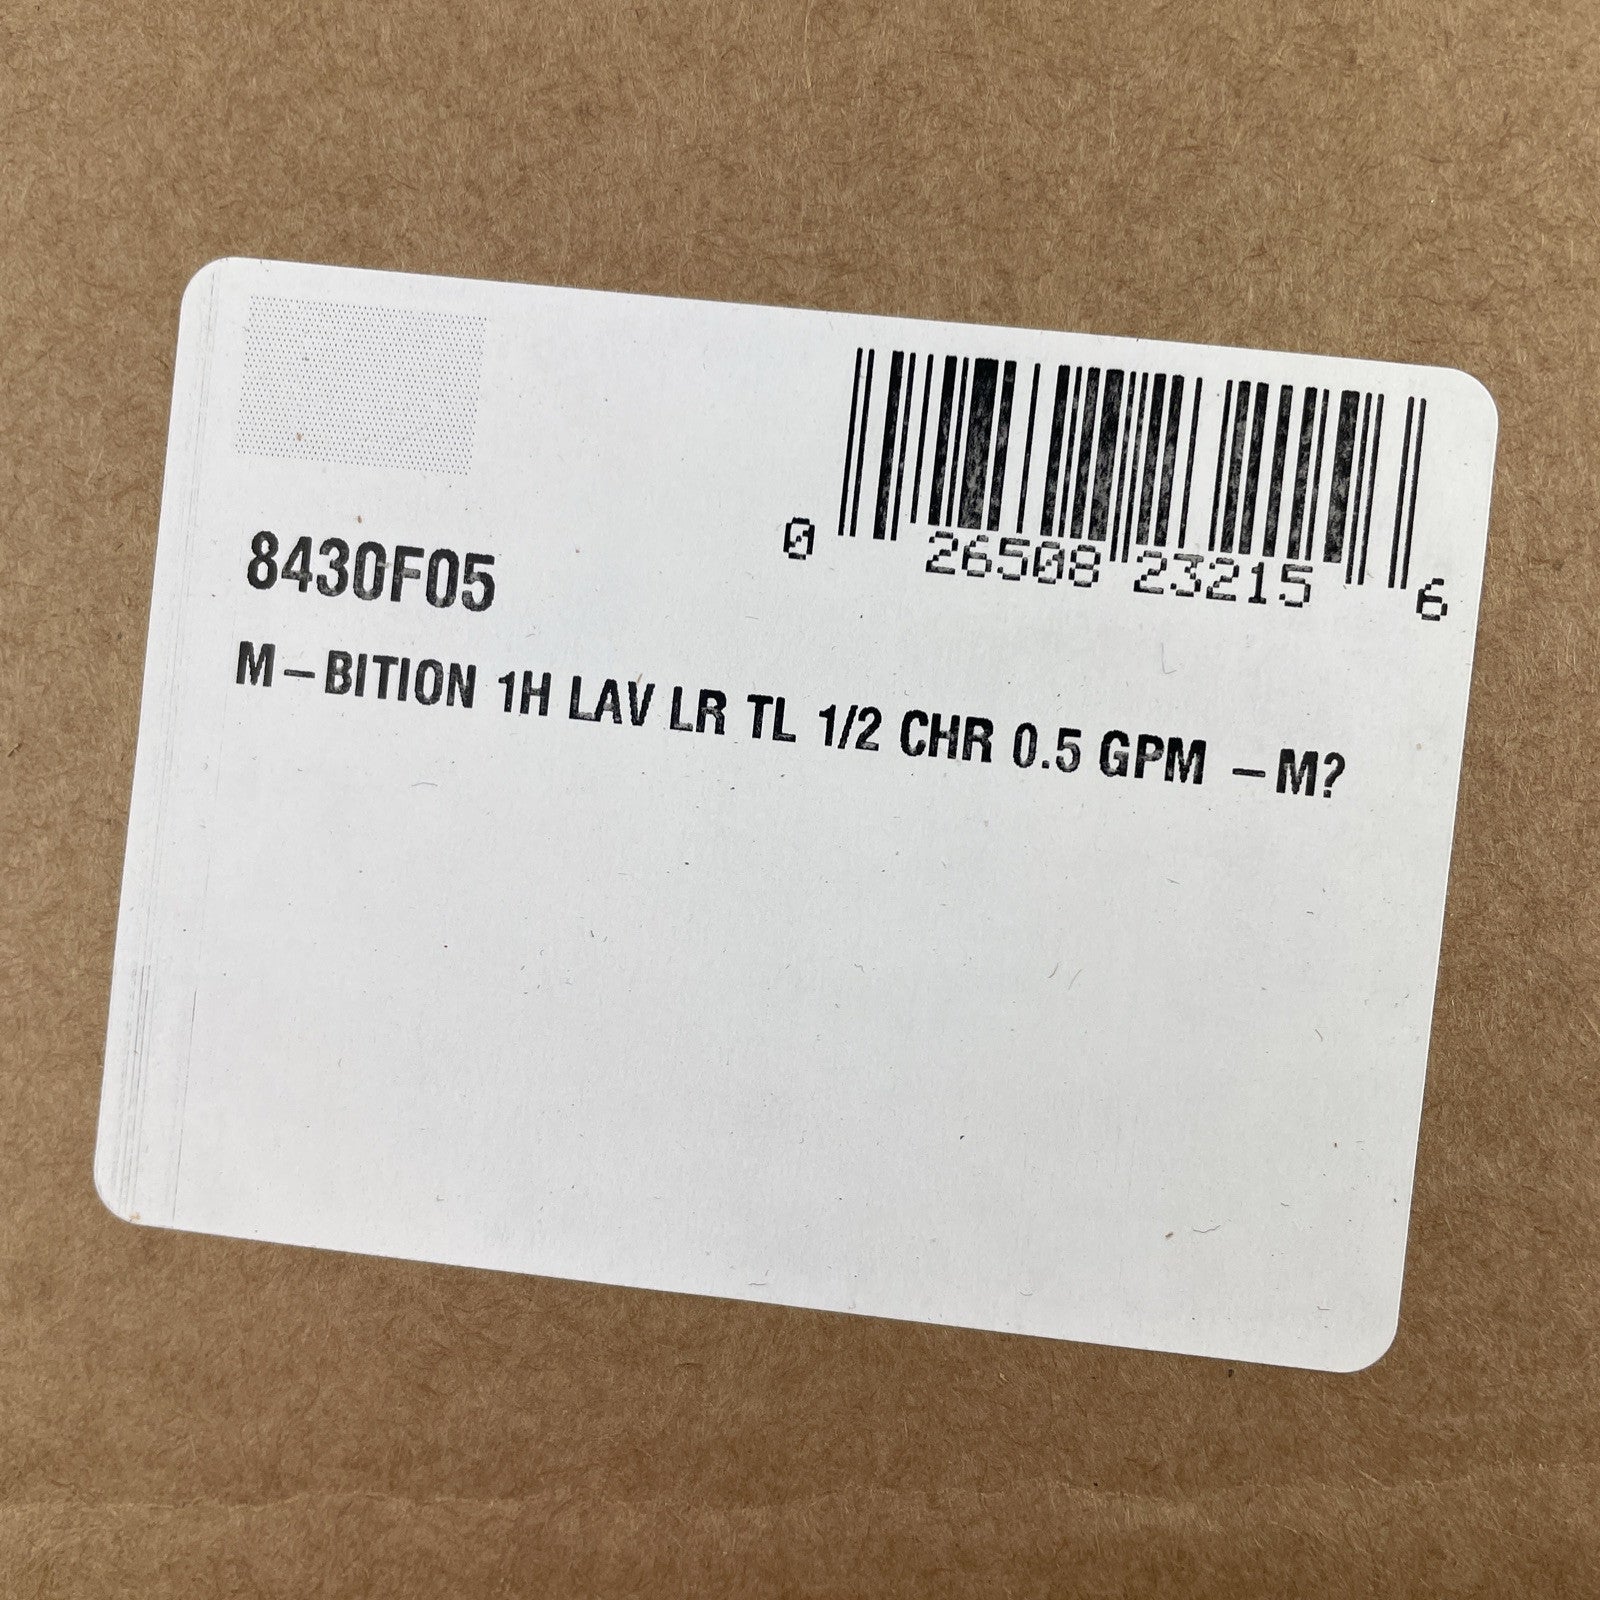 0 26508 23215 6
8430F05
M-BITION 1H LAV LR TL 1/2 CHR 0.5 GPM -M?